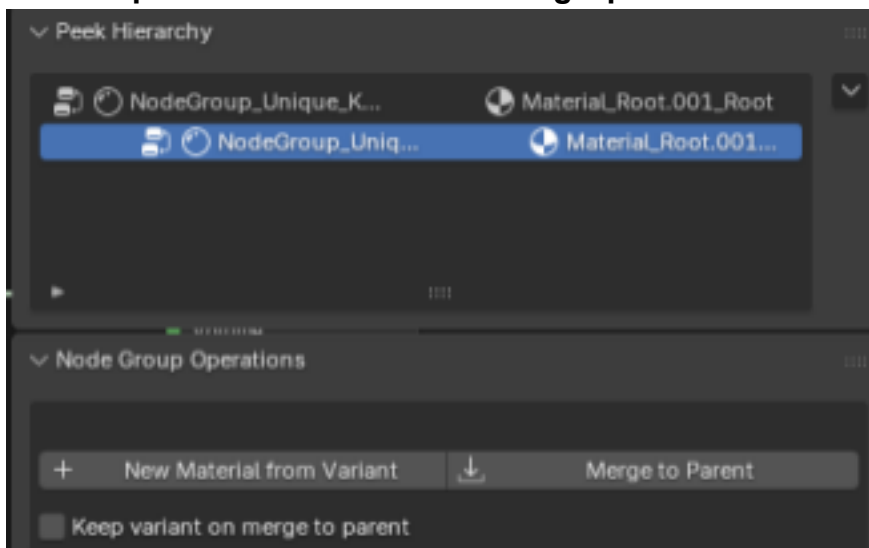 Peek Hierarchy
NodeGroup_Unique_K... Material_Root.001_Root
NodeGroup_Uniq... Material_Root.001...
Node Group Operations
New Material from Variant Merge to Parent
Keep variant on merge to parent